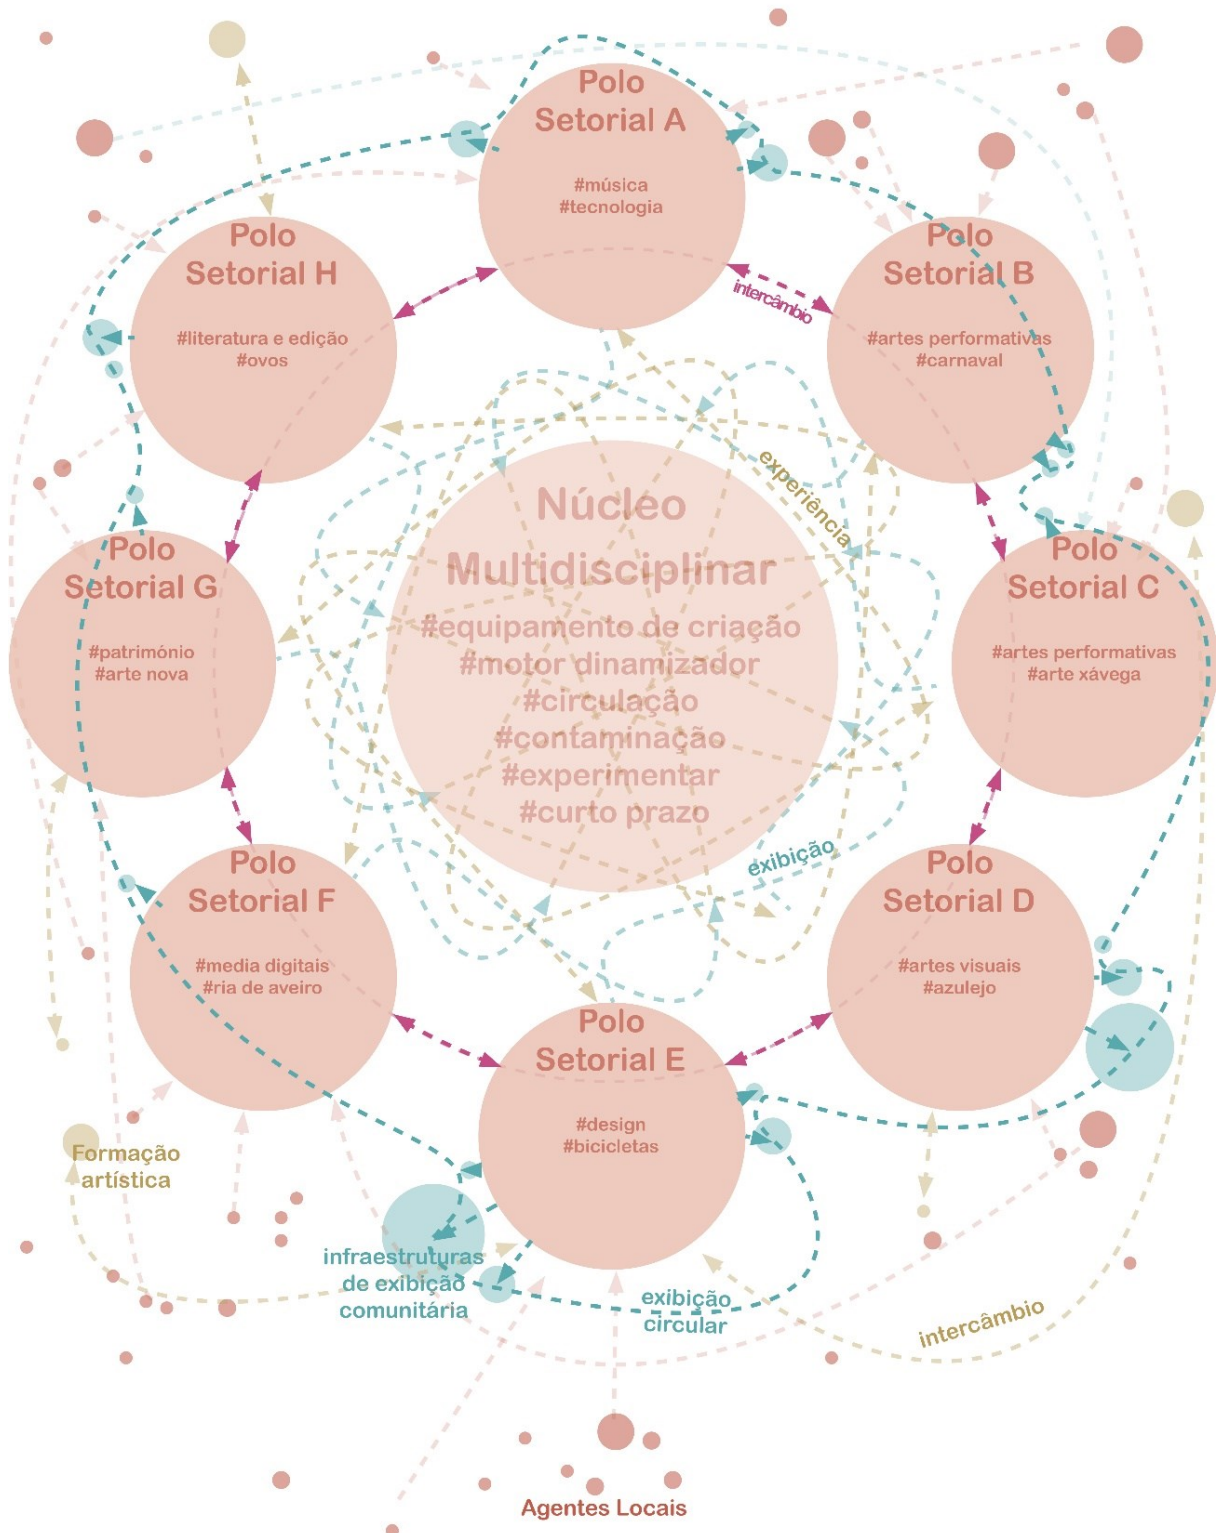 Polo
Setorial A
#música
#tecnologia
Polo
Setorial H
#literatura e edição
#ovos
intercâmbio
Polo
Setorial B
#artes performativas
#carnaval
experiência
Núcleo
Multidisciplinar
#equipamento de criação
#motor dinamizador
#circulação
#contaminação
#experimentar
#curto prazo
Polo
Setorial G
#património
#arte nova
Polo
Setorial C
#artes performativas
#arte xávega
exibição
Polo
Setorial F
#media digitais
#ria de aveiro
Polo
Setorial D
#artes visuais
#azulejo
Polo
Setorial E
#design
#bicicletas
Formação
artística
infraestruturas
de exibição
comunitária
exibição
circular
intercâmbio
Agentes Locais